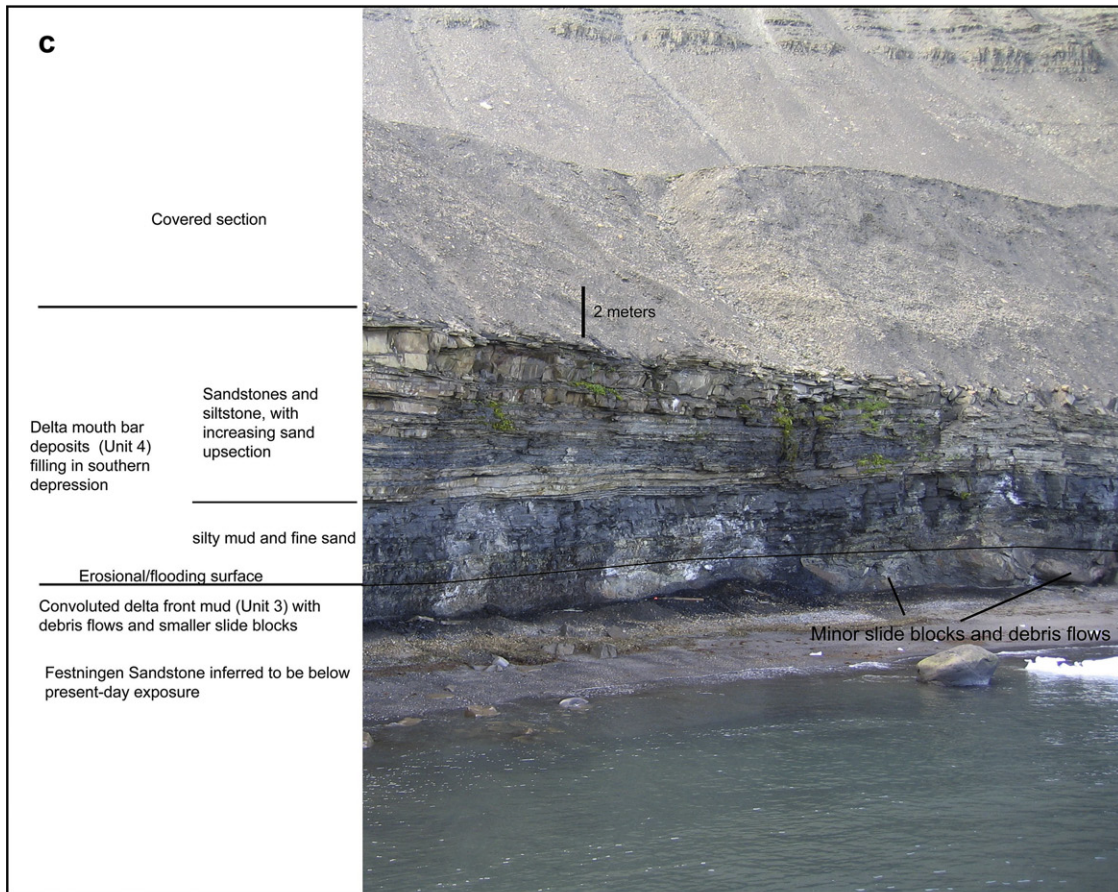 c
Covered section
2 meters
Sandstones and
siltstone, with
increasing sand
upsection
Delta mouth bar
deposits (Unit 4)
filling in southern
depression
silty mud and fine sand
Erosional/flooding surface
Convoluted delta front mud (Unit 3) with
debris flows and smaller slide blocks
Minor slide blocks and debris flows
Festningen Sandstone inferred to be below
present-day exposure